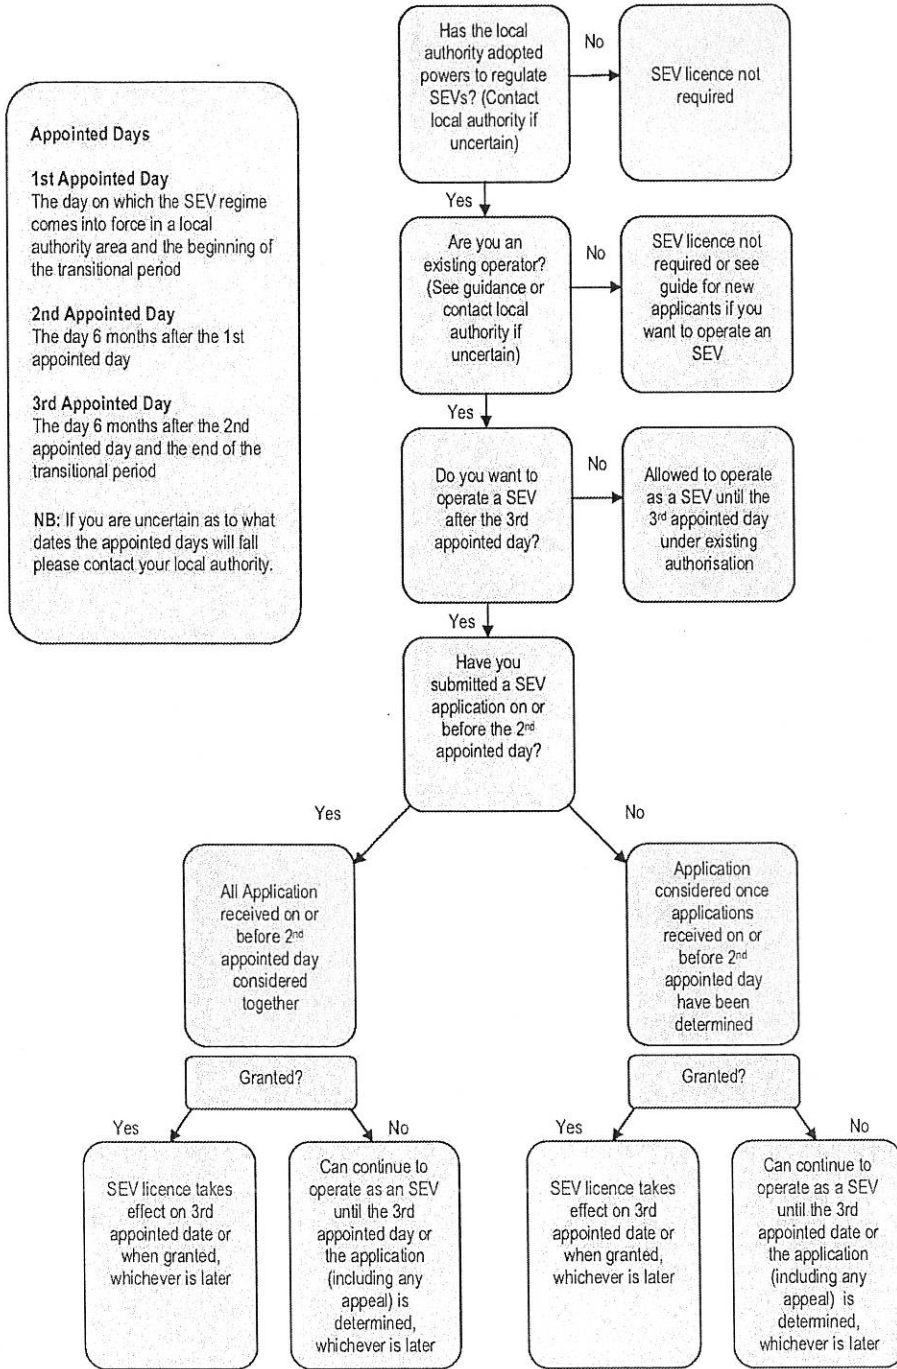 Appointed Days
1st Appointed Day
The day on which the SEV regime
comes into force in a local
authority area and the beginning of
the transitional period
2nd Appointed Day
The day 6 months after the 1st
appointed day
3rd Appointed Day
The day 6 months after the 2nd
appointed day and the end of the
transitional period
NB: If you are uncertain as to what
dates the appointed days will fall
please contact your local authority.
Has the local
authority adopted
powers to regulate
SEVs? (Contact
local authority if
uncertain)
No
SEV licence not
required
Yes
Are you an
existing operator?
(See guidance or
contact local
authority if
uncertain)
No
SEV licence not
required or see
guide for new
applicants if you
want to operate an
SEV
Yes
Do you want to
operate a SEV
after the 3rd
appointed day?
No
Allowed to operate
as a SEV until the
3rd appointed day
under existing
authorisation
Yes
Have you
submitted a SEV
application on or
before the 2nd
appointed day?
Yes
No
All Application
received on or
before 2nd
appointed day
considered
together
Application
considered once
applications
received on or
before 2nd
appointed day
have been
determined
Granted?
Granted?
Yes
No
Yes
No
SEV licence takes
effect on 3rd
appointed date or
when granted,
whichever is later
Can continue to
operate as an SEV
until the 3rd
appointed day or
the application
(including any
appeal) is
determined,
whichever is later
SEV licence takes
effect on 3rd
appointed date or
when granted,
whichever is later
Can continue to
operate as a SEV
until the 3rd
appointed date or
the application
(including any
appeal) is
determined,
whichever is later